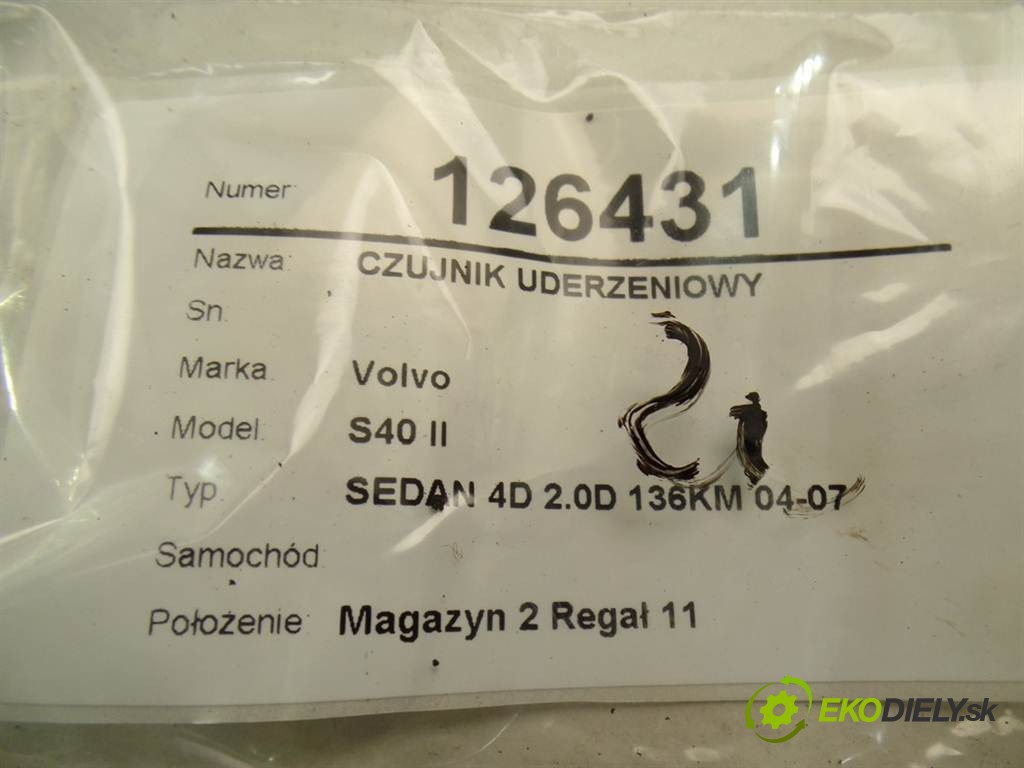 Numer: 126431
Nazwa: CZUJNIK UDERZENIOWY
Sn:
Marka Volvo
Model: S40 II
Typ. SEDAN 4D 2.0D 136KM 04-07
Samochód:
Położenie: Magazyn 2 Regał 11
EKODIELY.sk